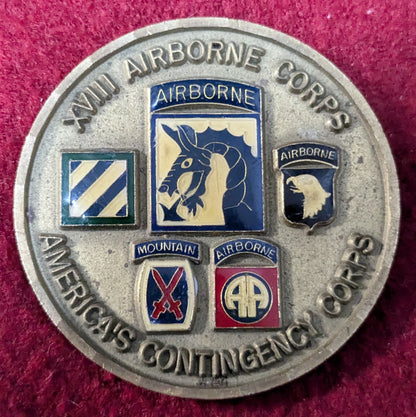 XVIII AIRBORNE CORPS
AIRBORNE
AIRBORNE
MOUNTAIN
AIRBORNE
AA
AMERICA'S CONTINGENCY CORPS